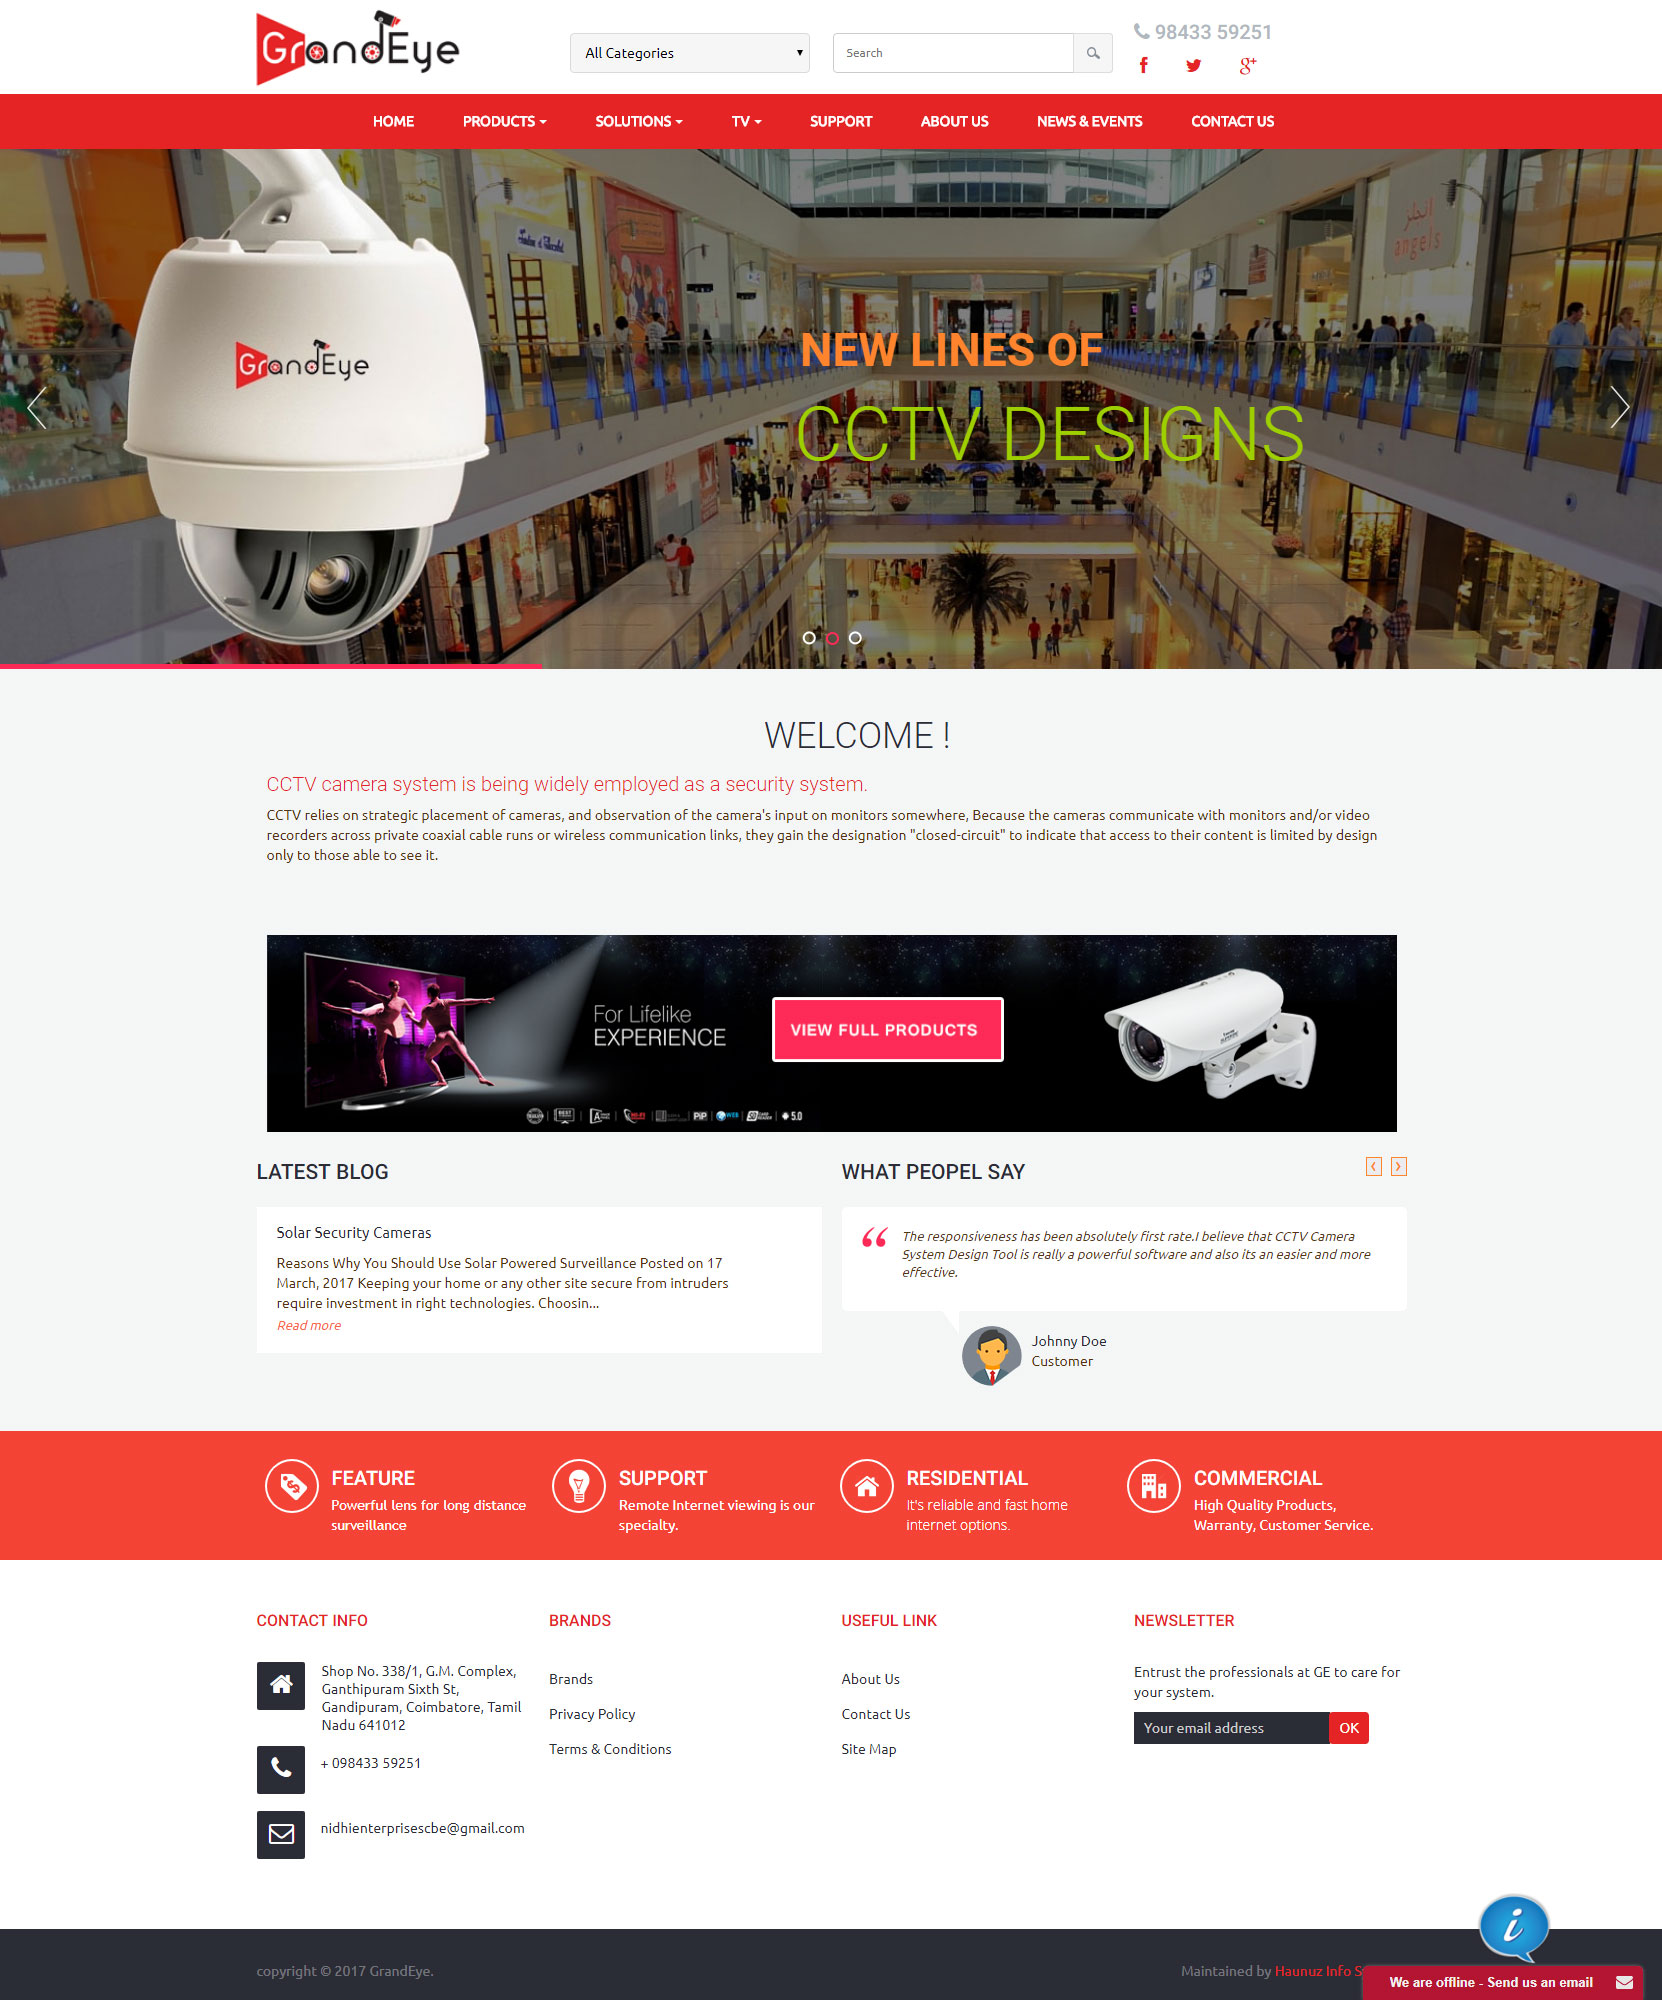 GrandEye
All Categories
Search
98433 59251
HOME
PRODUCTS
SOLUTIONS
TV
SUPPORT
ABOUT US
NEWS & EVENTS
CONTACT US
GrandEye
angels
NEW LINES OF
CCTV DESIGNS
WELCOME !
CCTV camera system is being widely employed as a security system.
CCTV relies on strategic placement of cameras, and observation of the camera's input on monitors somewhere, Because the cameras communicate with monitors and/or video
recorders across private coaxial cable runs or wireless communication links, they gain the designation "closed-circuit" to indicate that access to their content is limited by design
only to those able to see it.
For Lifelike
EXPERIENCE
VIEW FULL PRODUCTS
PiP
WEB
5.0
LATEST BLOG
Solar Security Cameras
Reasons Why You Should Use Solar Powered Surveillance Posted on 17
March, 2017 Keeping your home or any other site secure from intruders
require investment in right technologies. Choosin...
Read more
WHAT PEOPEL SAY
The responsiveness has been absolutely first rate.I believe that CCTV Camera
System Design Tool is really a powerful software and also its an easier and more
effective.
Johnny Doe
Customer
FEATURE
Powerful lens for long distance
surveillance
SUPPORT
Remote Internet viewing is our
specialty.
RESIDENTIAL
It's reliable and fast home
internet options.
COMMERCIAL
High Quality Products,
Warranty, Customer Service.
CONTACT INFO
Shop No. 338/1, G.M. Complex,
Ganthipuram Sixth St,
Gandipuram, Coimbatore, Tamil
Nadu 641012
+ 098433 59251
nidhienterprisescbe@gmail.com
BRANDS
Brands
Privacy Policy
Terms & Conditions
USEFUL LINK
About Us
Contact Us
Site Map
NEWSLETTER
Entrust the professionals at GE to care for
your system.
Your email address
OK
copyright © 2017 GrandEye.
Maintained by Haunuz Info S
We are offline - Send us an email